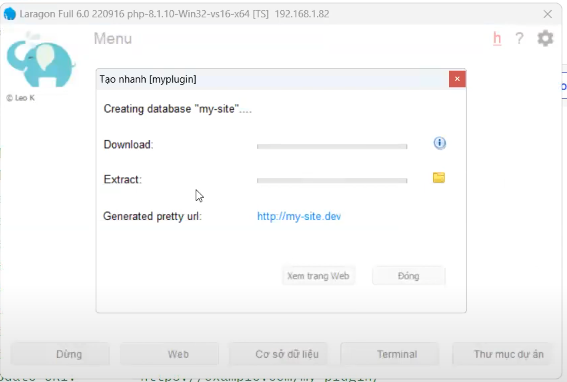 Laragon Full 6.0 220916 php-8.1.10-Win32-vs16-x64 [TS] 192.168.1.82
Menu
h ?
© Leo K
Tạo nhanh [myplugin]
Creating database "my-site"....
Download:
Extract:
Generated pretty url: http://my-site.dev
Xem trang Web Đóng
Dừng Web Cơ sở dữ liệu Terminal Thư mục dự án